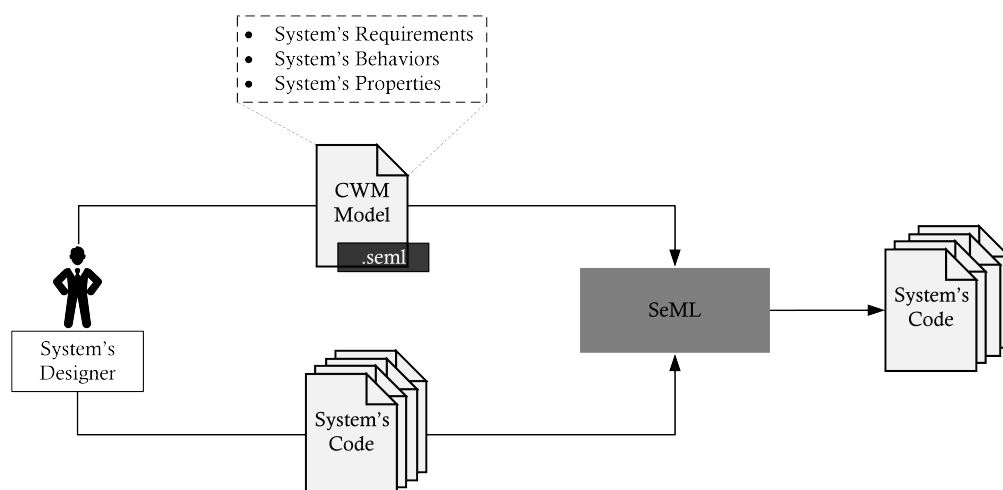 • System's Requirements
• System's Behaviors
• System's Properties
CWM
Model
.seml
System's
Designer
SeML
System's
Code
System's
Code